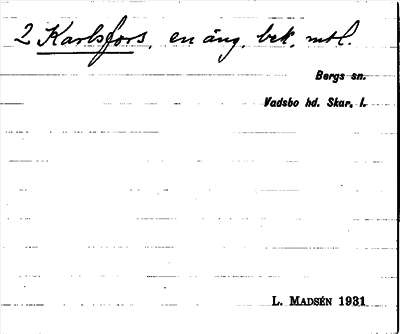 2 Karlsfors, en äng, bek. mtl.
Bergs sn.
Vadsbo hd. Skar. l.
L. MADSÉN 1931